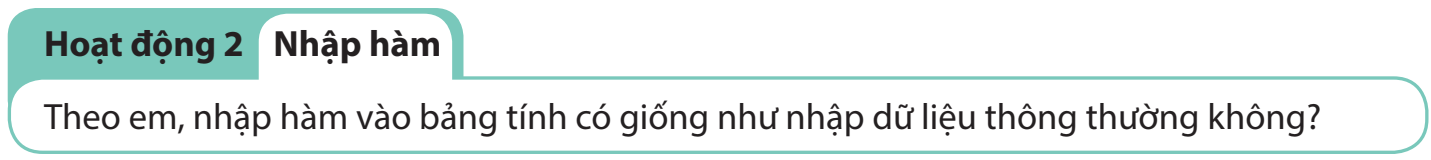 Hoạt động 2 Nhập hàm
Theo em, nhập hàm vào bảng tính có giống như nhập dữ liệu thông thường không?